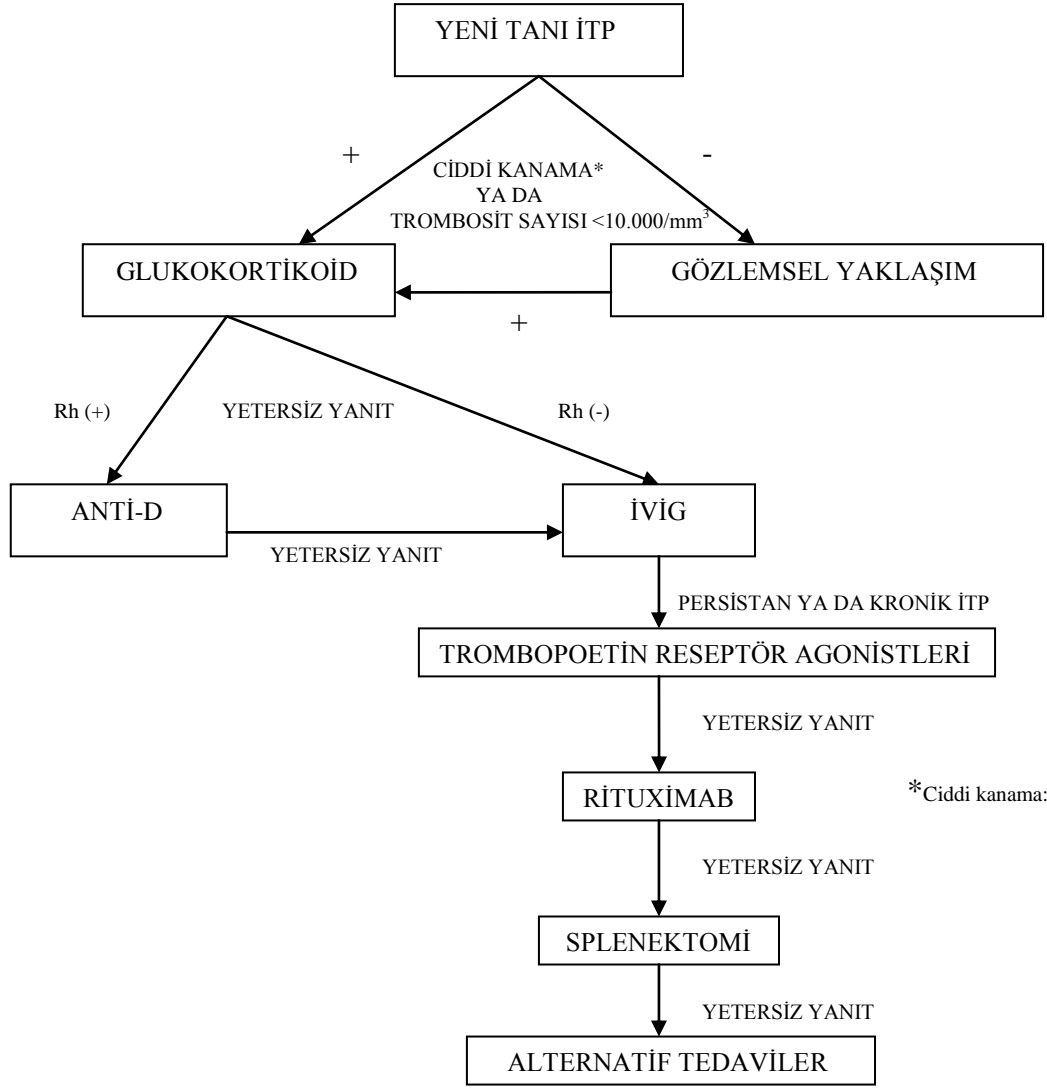 YENİ TANI İTP
+
-
CİDDİ KANAMA*
YA DA
TROMBOSİT SAYISI <10.000/mm³
GLUKOKORTİKOİD
GÖZLEMSEL YAKLAŞIM
+
Rh (+)
YETERSİZ YANIT
Rh (-)
ANTİ-D
İVİG
YETERSİZ YANIT
PERSİSTAN YA DA KRONİK İTP
TROMBOPOETİN RESEPTÖR AGONİSTLERİ
YETERSİZ YANIT
RİTUXİMAB
*Ciddi kanama:
YETERSİZ YANIT
SPLENEKTOMİ
YETERSİZ YANIT
ALTERNATİF TEDAVİLER